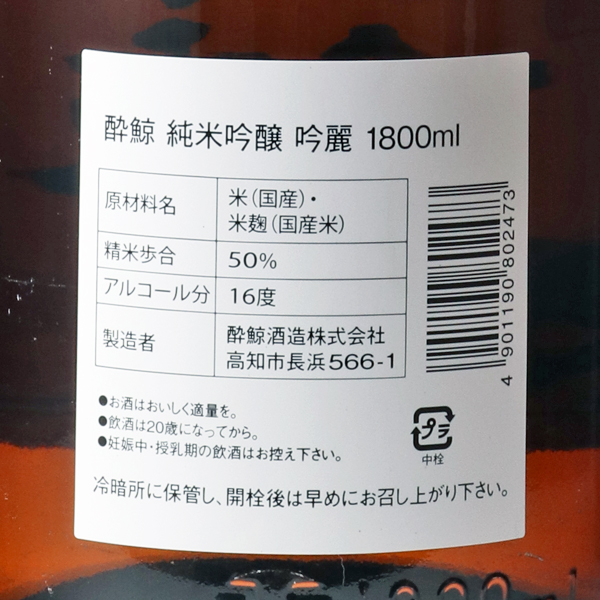 酔鯨 純米吟醸 吟麗 1800ml
原材料名 米（国産）・
米麹（国産米）
精米歩合 50%
アルコール分 16度
製造者 酔鯨酒造株式会社
高知市長浜566-1
4 901190 802473
●お酒はおいしく適量を。
●飲酒は20歳になってから。
●妊娠中・授乳期の飲酒はお控え下さい。
プラ
中栓
冷暗所に保管し、開栓後は早めにお召し上がり下さい。